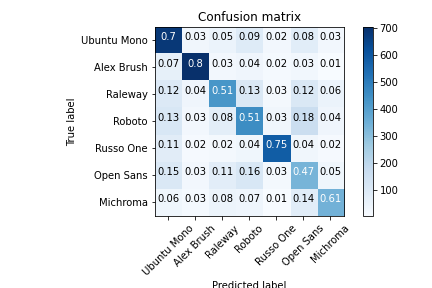 Confusion matrix
Ubuntu Mono 0.7 0.03 0.05 0.09 0.02 0.08 0.03
Alex Brush 0.07 0.8 0.03 0.04 0.02 0.03 0.01
Raleway 0.12 0.04 0.51 0.13 0.03 0.12 0.06
Roboto 0.13 0.03 0.08 0.51 0.03 0.18 0.04
Russo One 0.11 0.02 0.02 0.04 0.75 0.04 0.02
Open Sans 0.15 0.03 0.11 0.16 0.03 0.47 0.05
Michroma 0.06 0.03 0.08 0.07 0.01 0.14 0.61
True label
Ubuntu Mono
Alex Brush
Raleway
Roboto
Russo One
Open Sans
Michroma
Predicted label
700
600
500
400
300
200
100